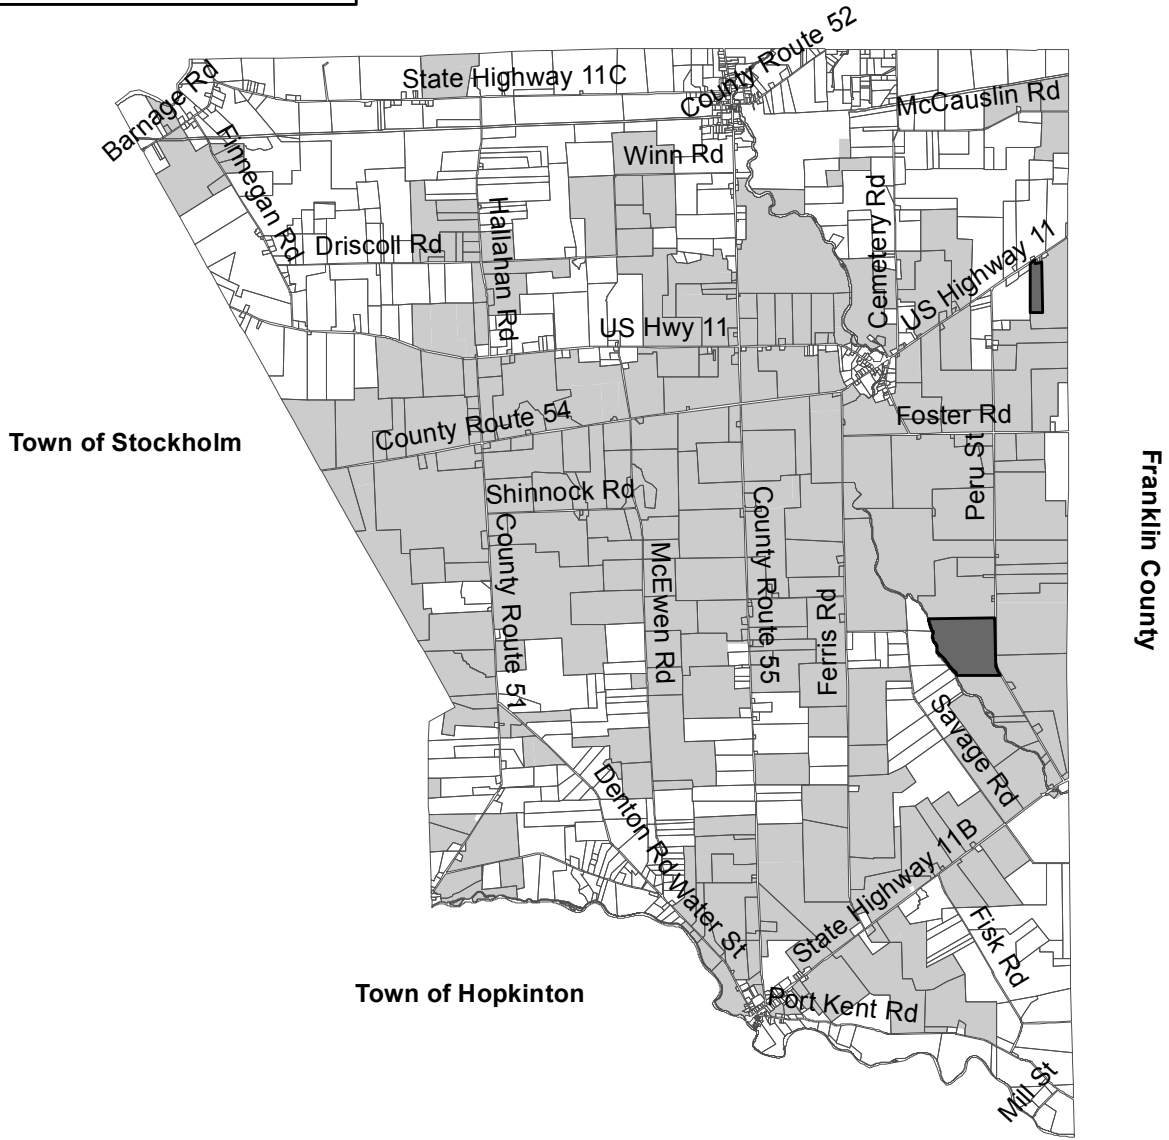 County Route 52
State Highway 11C
Barnage Rd
McCauslin Rd
Finnegan Rd
Winn Rd
Hallahan Rd
Cemetery Rd
Driscoll Rd
US Highway 11
US Hwy 11
County Route 54
Foster Rd
Town of Stockholm
Peru St
Shinnock Rd
Franklin County
County Route 51
McEwen Rd
County Route 55
Ferris Rd
Savage Rd
Denton Rd
State Highway 11B
Water St
Fisk Rd
Town of Hopkinton
Port Kent Rd
Mill St